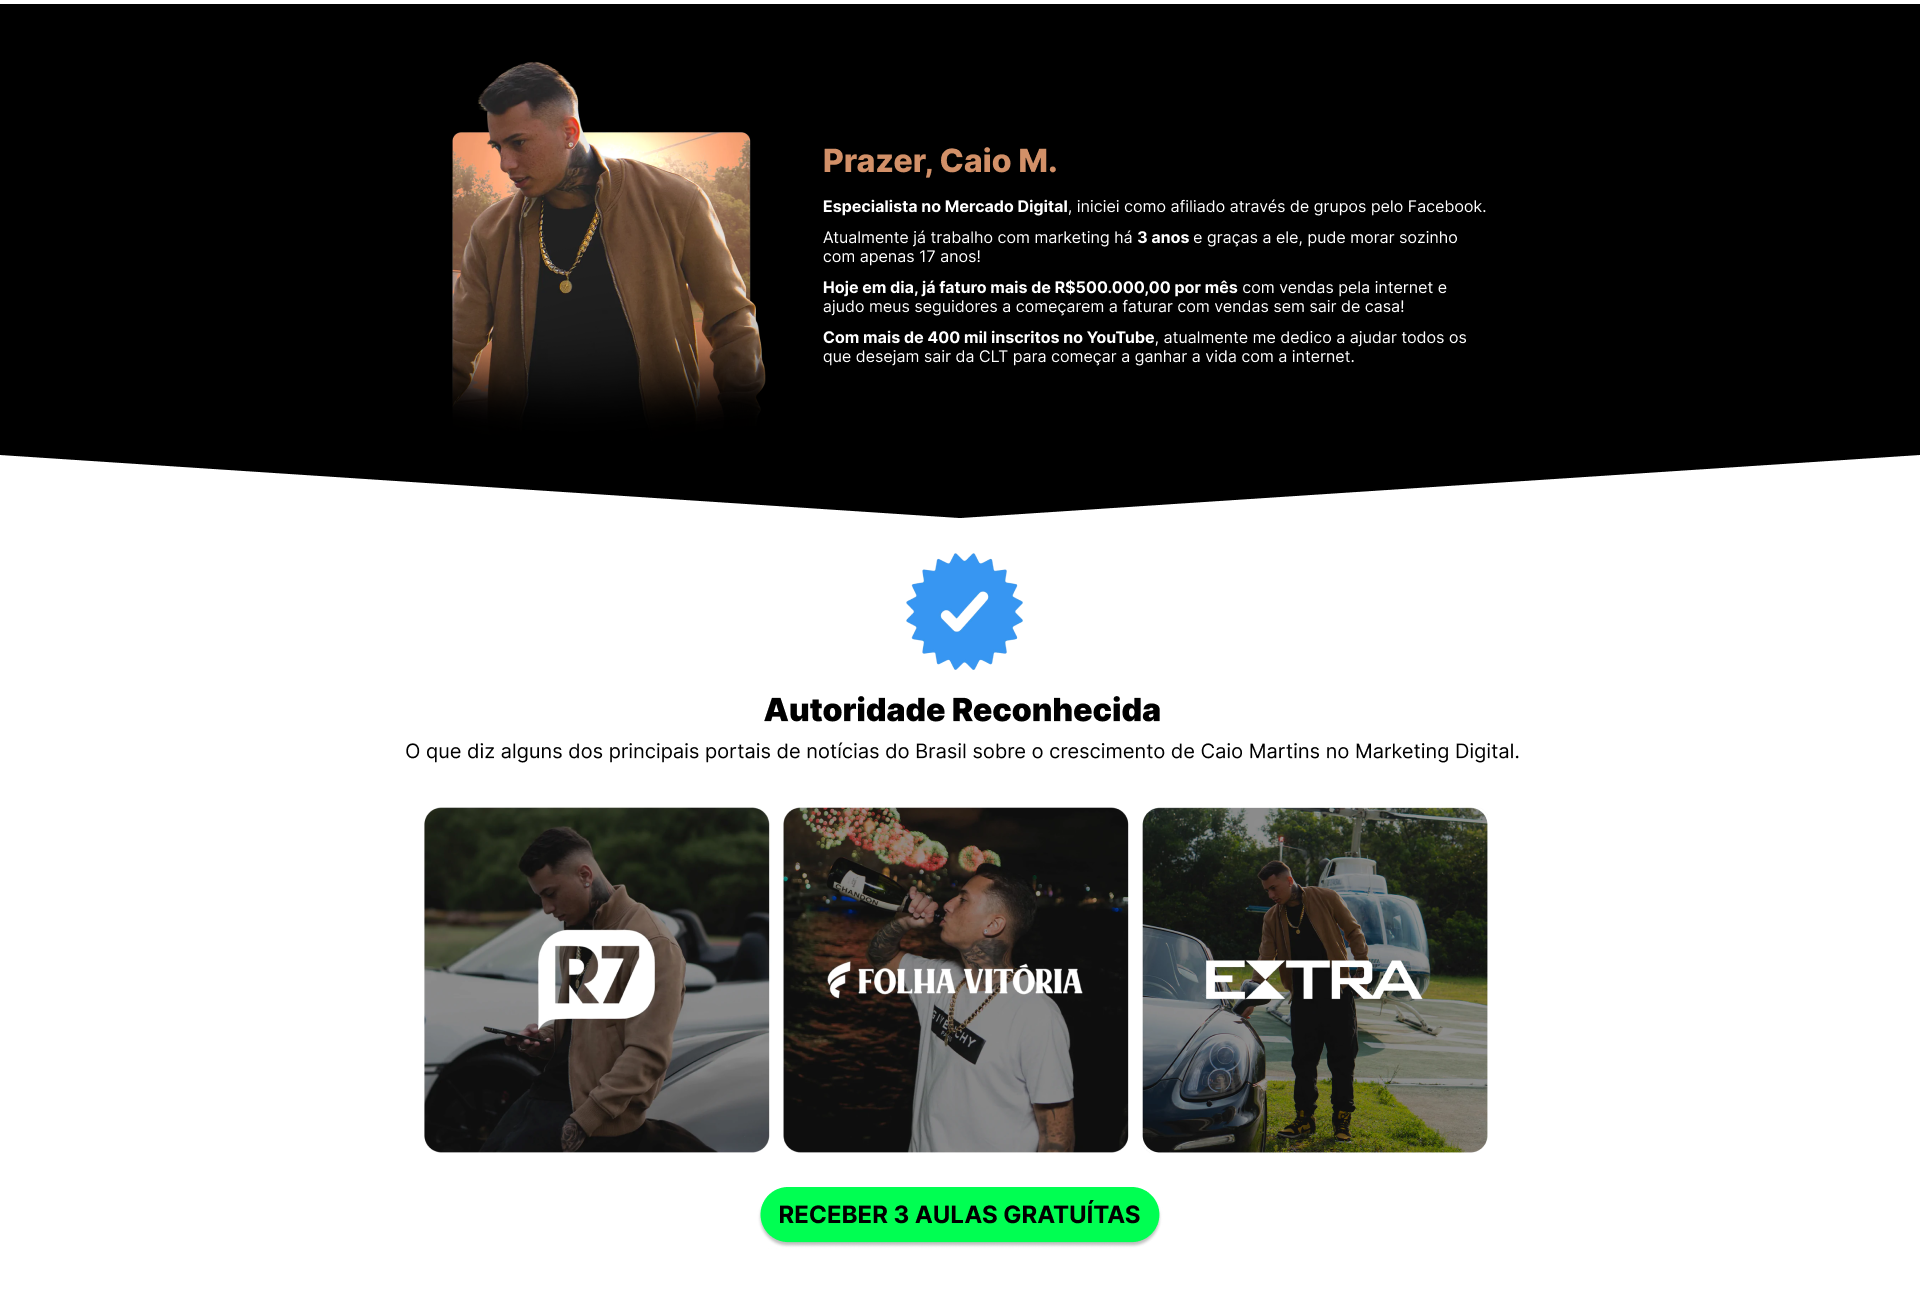 Prazer, Caio M.
Especialista no Mercado Digital, iniciei como afiliado através de grupos pelo Facebook.
Atualmente já trabalho com marketing há 3 anos e graças a ele, pude morar sozinho
com apenas 17 anos!
Hoje em dia, já faturo mais de R$500.000,00 por mês com vendas pela internet e
ajudo meus seguidores a começarem a faturar com vendas sem sair de casa!
Com mais de 400 mil inscritos no YouTube, atualmente me dedico a ajudar todos os
que desejam sair da CLT para começar a ganhar a vida com a internet.
Autoridade Reconhecida
O que diz alguns dos principais portais de notícias do Brasil sobre o crescimento de Caio Martins no Marketing Digital.
R7
CHANDON
FOLHA VITÓRIA
GIVENCHY
EXTRA
RECEBER 3 AULAS GRATUÍTAS